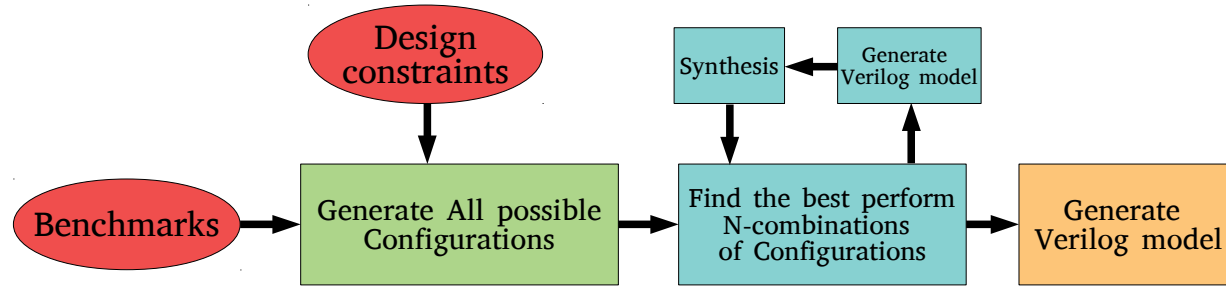 Design
constraints
Synthesis
Generate
Verilog model
Benchmarks
Generate All possible
Configurations
Find the best perform
N-combinations
of Configurations
Generate
Verilog model